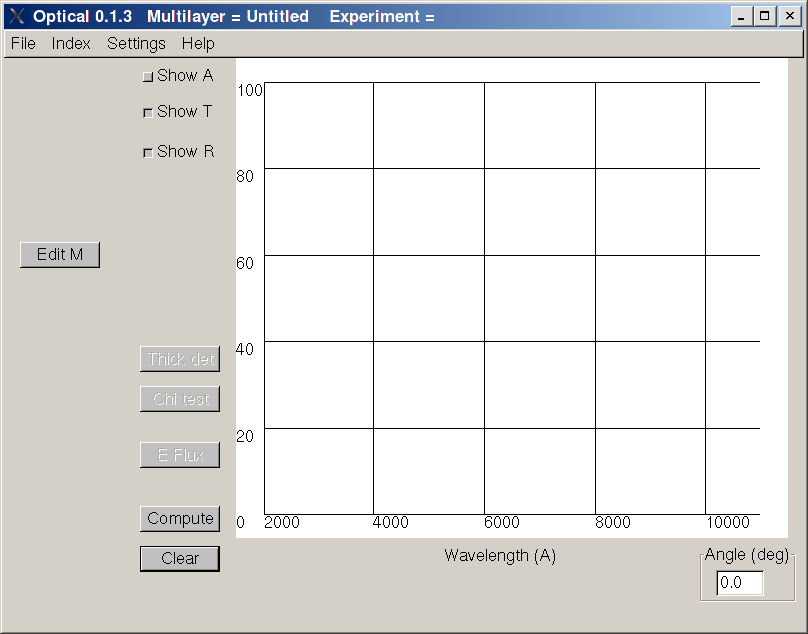 Optical 0.1.3 Multilayer = Untitled Experiment =
File Index Settings Help
Show A
Show T
Show R
Edit M
Thick. det
Chi test
E Flux
Compute
Clear
100
80
60
40
20
0
2000 4000 6000 8000 10000
Wavelength (A)
Angle (deg)
0.0